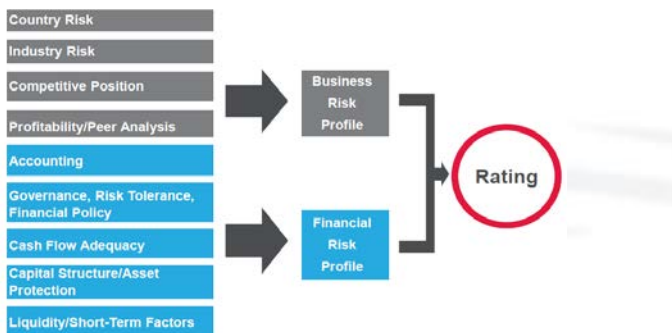 Country Risk
Industry Risk
Competitive Position
Profitability/Peer Analysis
Accounting
Governance, Risk Tolerance,
Financial Policy
Cash Flow Adequacy
Capital Structure/Asset
Protection
Liquidity/Short-Term Factors
Business
Risk
Profile
Financial
Risk
Profile
Rating